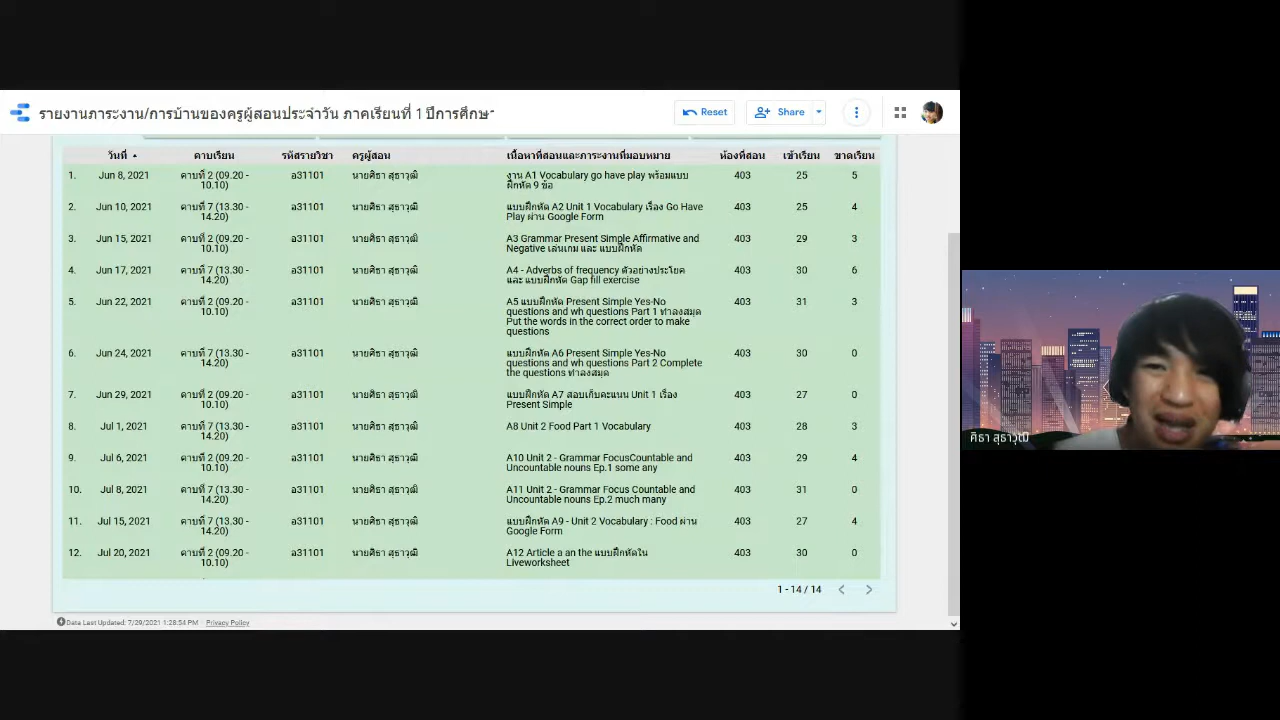 รายงานภาระงาน/การบ้านของครูผู้สอนประจำวัน ภาคเรียนที่ 1 ปีการศึกษ
Reset
Share
วันที่ คาบเรียน รหัสรายวิชา ครูผู้สอน เนื้อหาที่สอนและภาระงานที่มอบหมาย ห้องที่สอน เข้าเรียน ขาดเรียน
1. Jun 8, 2021 คาบที่ 2 (09.20 - อ31101 นายศิธา สุธาวุฒิ งาน A1 Vocabulary go have play พร้อมแบบ 403 25 5
10.10) ฝึกหัด 9 ข้อ
2. Jun 10, 2021 คาบที่ 7 (13.30 - อ31101 นายศิธา สุธาวุฒิ แบบฝึกหัด A2 Unit 1 Vocabulary เรื่อง Go Have 403 25 4
14.20) Play ผ่าน Google Form
3. Jun 15, 2021 คาบที่ 2 (09.20 - อ31101 นายศิธา สุธาวุฒิ A3 Grammar Present Simple Affirmative and 403 29 3
10.10) Negative เล่นเกม และ แบบฝึกหัด
4. Jun 17, 2021 คาบที่ 7 (13.30 - อ31101 นายศิธา สุธาวุฒิ A4 - Adverbs of frequency ตัวอย่างประโยค 403 30 6
14.20) และ แบบฝึกหัด Gap fill exercise
5. Jun 22, 2021 คาบที่ 2 (09.20 - อ31101 นายศิธา สุธาวุฒิ A5 แบบฝึกหัด Present Simple Yes-No 403 31 3
10.10) questions and wh questions Part 1 ทำลงสมุด
Put the words in the correct order to make
questions
6. Jun 24, 2021 คาบที่ 7 (13.30 - อ31101 นายศิธา สุธาวุฒิ แบบฝึกหัด A6 Present Simple Yes-No 403 30 0
14.20) questions and wh questions Part 2 Complete
the questions ทำลงสมุด
7. Jun 29, 2021 คาบที่ 2 (09.20 - อ31101 นายศิธา สุธาวุฒิ แบบฝึกหัด A7 สอบเก็บคะแนน Unit 1 เรื่อง 403 27 0
10.10) Present Simple
8. Jul 1, 2021 คาบที่ 7 (13.30 - อ31101 นายศิธา สุธาวุฒิ A8 Unit 2 Food Part 1 Vocabulary 403 28 3
14.20)
9. Jul 6, 2021 คาบที่ 2 (09.20 - อ31101 นายศิธา สุธาวุฒิ A10 Unit 2 - Grammar FocusCountable and 403 29 4
10.10) Uncountable nouns Ep.1 some any
10. Jul 8, 2021 คาบที่ 7 (13.30 - อ31101 นายศิธา สุธาวุฒิ A11 Unit 2 - Grammar Focus Countable and 403 31 0
14.20) Uncountable nouns Ep.2 much many
11. Jul 15, 2021 คาบที่ 7 (13.30 - อ31101 นายศิธา สุธาวุฒิ แบบฝึกหัด A9 - Unit 2 Vocabulary : Food ผ่าน 403 27 4
14.20) Google Form
12. Jul 20, 2021 คาบที่ 2 (09.20 - อ31101 นายศิธา สุธาวุฒิ A12 Article a an the แบบฝึกหัดใน 403 30 0
10.10) Liveworksheet
1 - 14 / 14
Data Last Updated: 7/29/2021 1:28:54 PM Privacy Policy
ศิธา สุธาวุฒิ